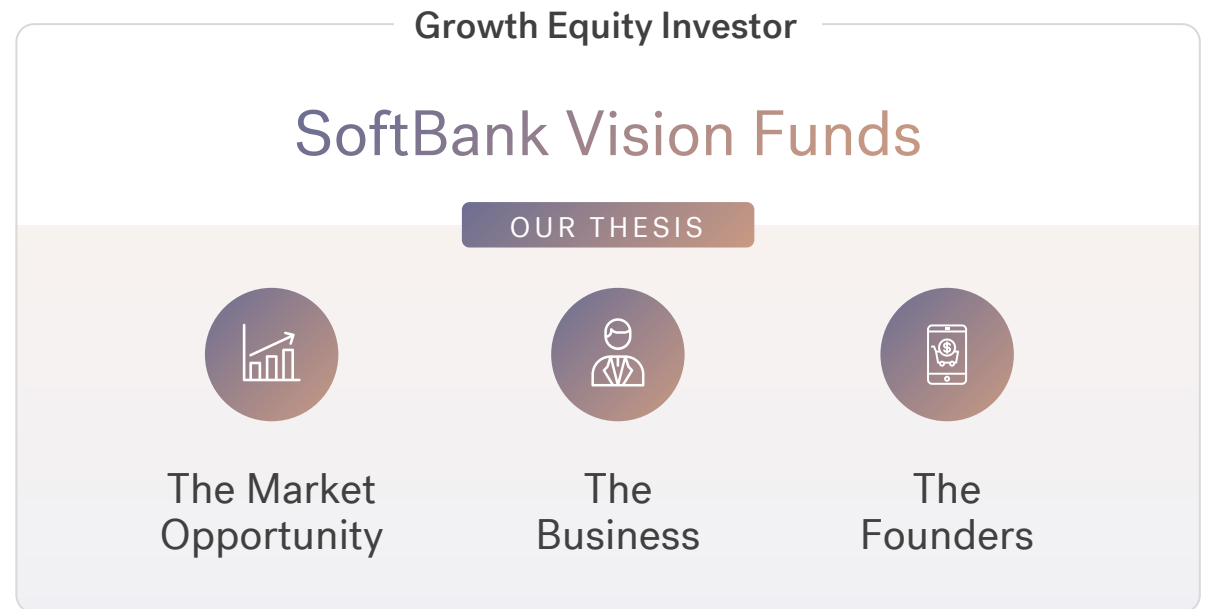 Growth Equity Investor
SoftBank Vision Funds
OUR THESIS
The Market
Opportunity
The
Business
The
Founders